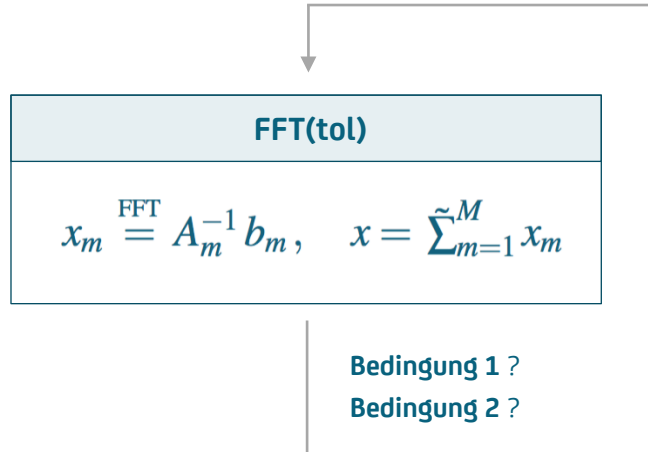 FFT(tol)
x_m \overset{FFT}{=} A_m^{-1} b_m ,   x = \tilde{\sum}_{m=1}^{M} x_m
Bedingung 1 ?
Bedingung 2 ?